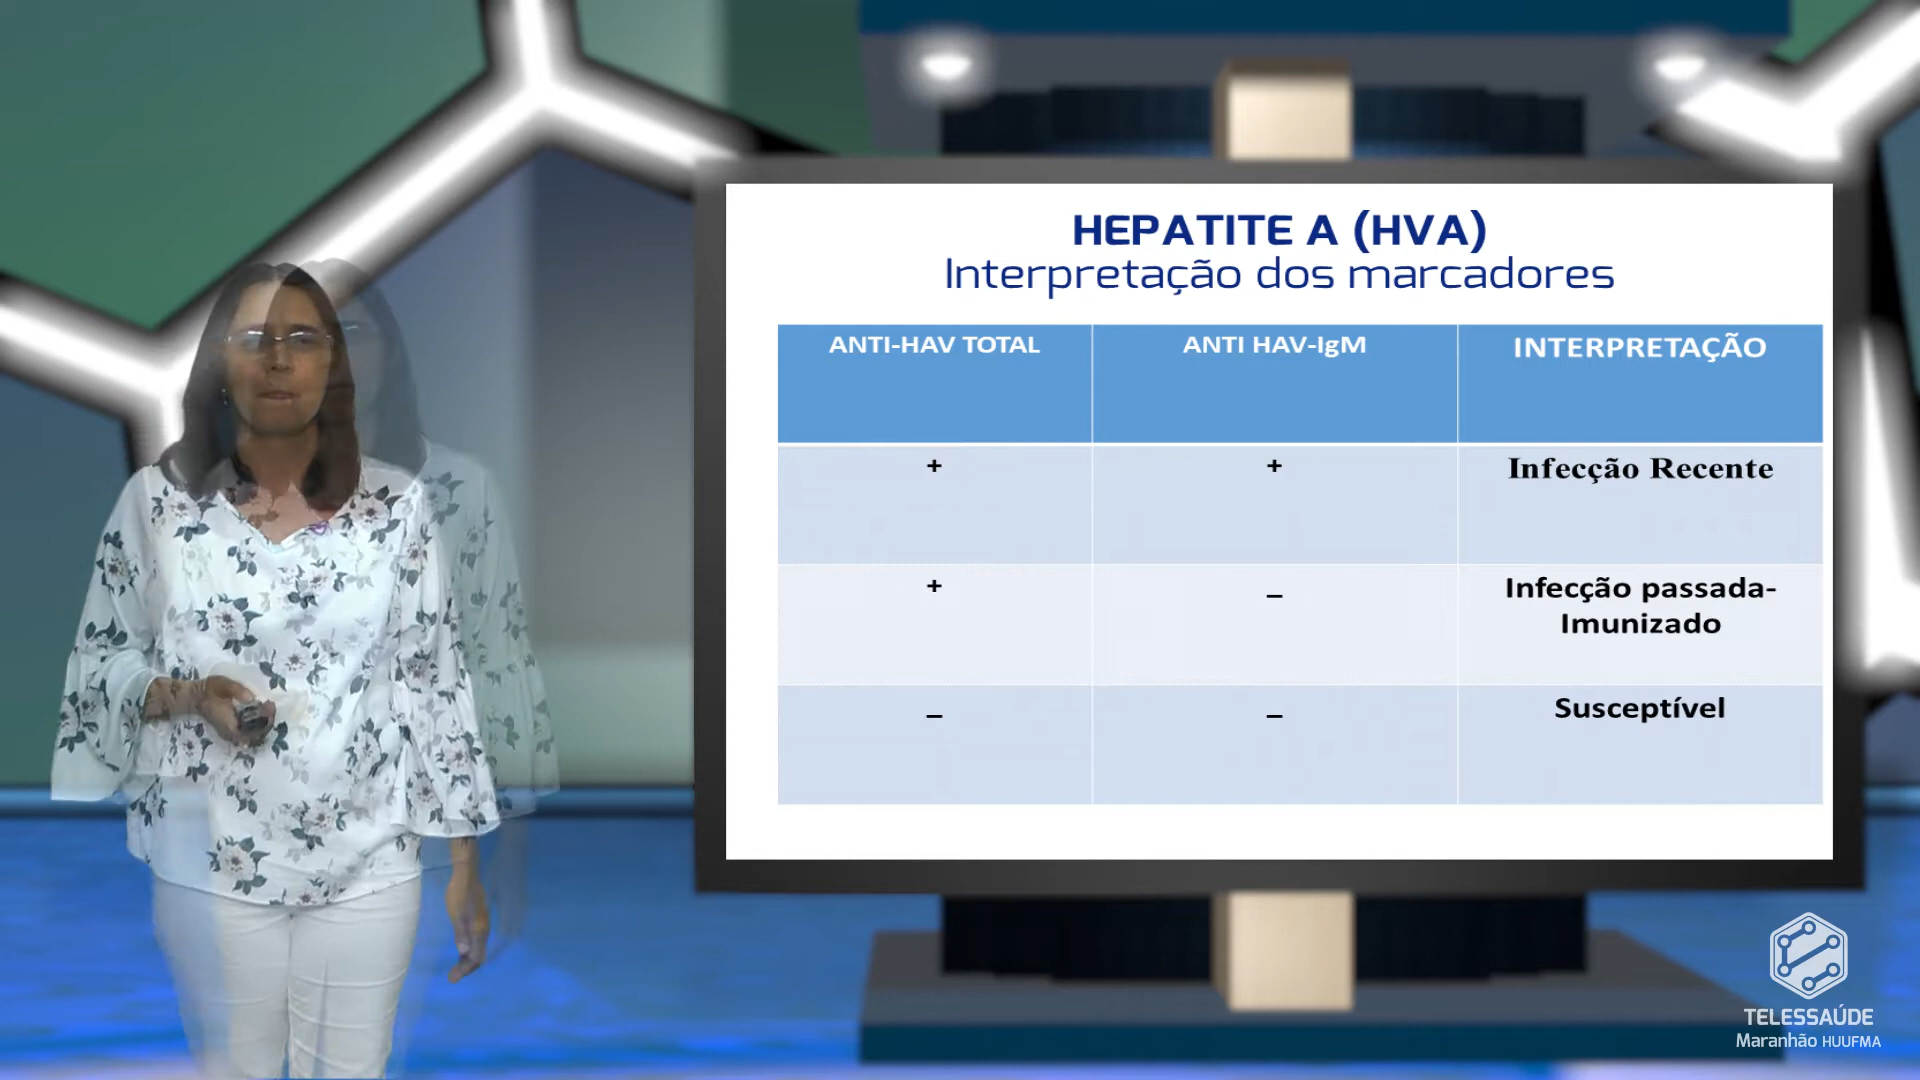 HEPATITE A (HVA)
Interpretação dos marcadores
ANTI-HAV TOTAL ANTI HAV-IgM INTERPRETAÇÃO
+ + Infecção Recente
+ – Infecção passada-
Imunizado
– – Susceptível
TELESSAÚDE
Maranhão HUUFMA